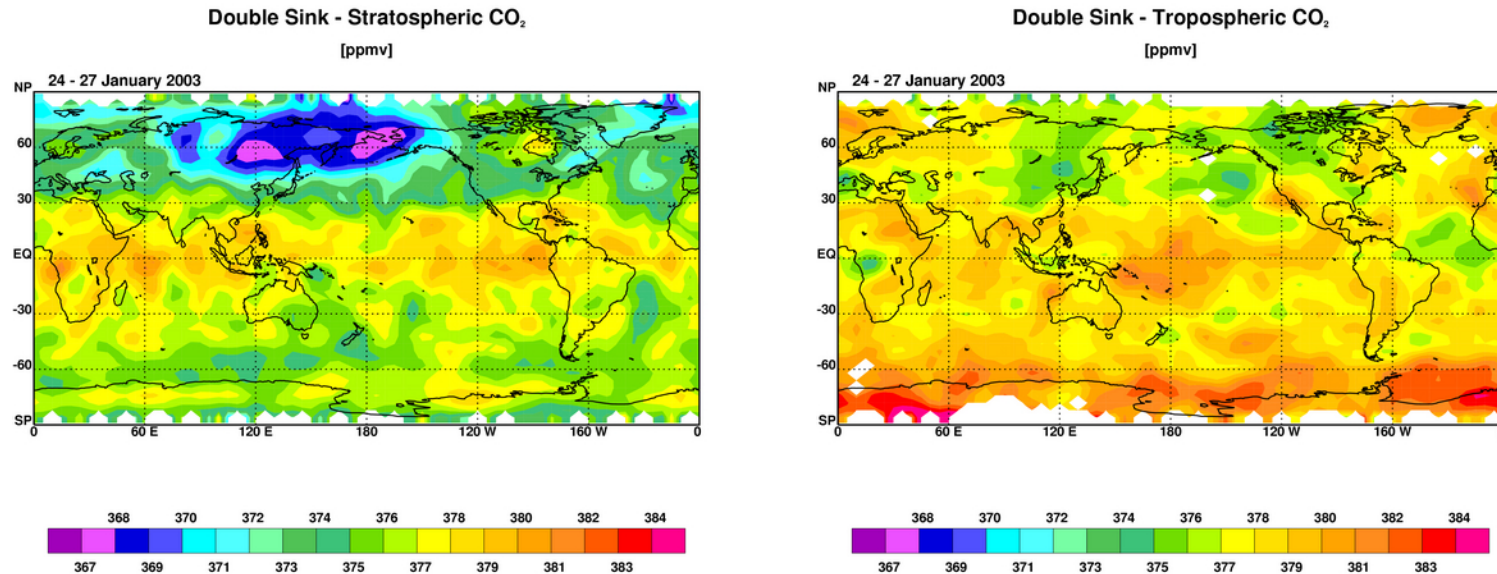 Double Sink - Stratospheric CO₂
[ppmv]
24 - 27 January 2003
NP
60
30
EQ
-30
-60
SP
0 60 E 120 E 180 120 W 160 W 0
368 370 372 374 376 378 380 382 384
367 369 371 373 375 377 379 381 383
Double Sink - Tropospheric CO₂
[ppmv]
24 - 27 January 2003
NP
60
30
EQ
-30
-60
SP
0 60 E 120 E 120 W 160 W
368 370 372 374 376 378 380 382 384
367 369 371 373 375 377 379 381 383